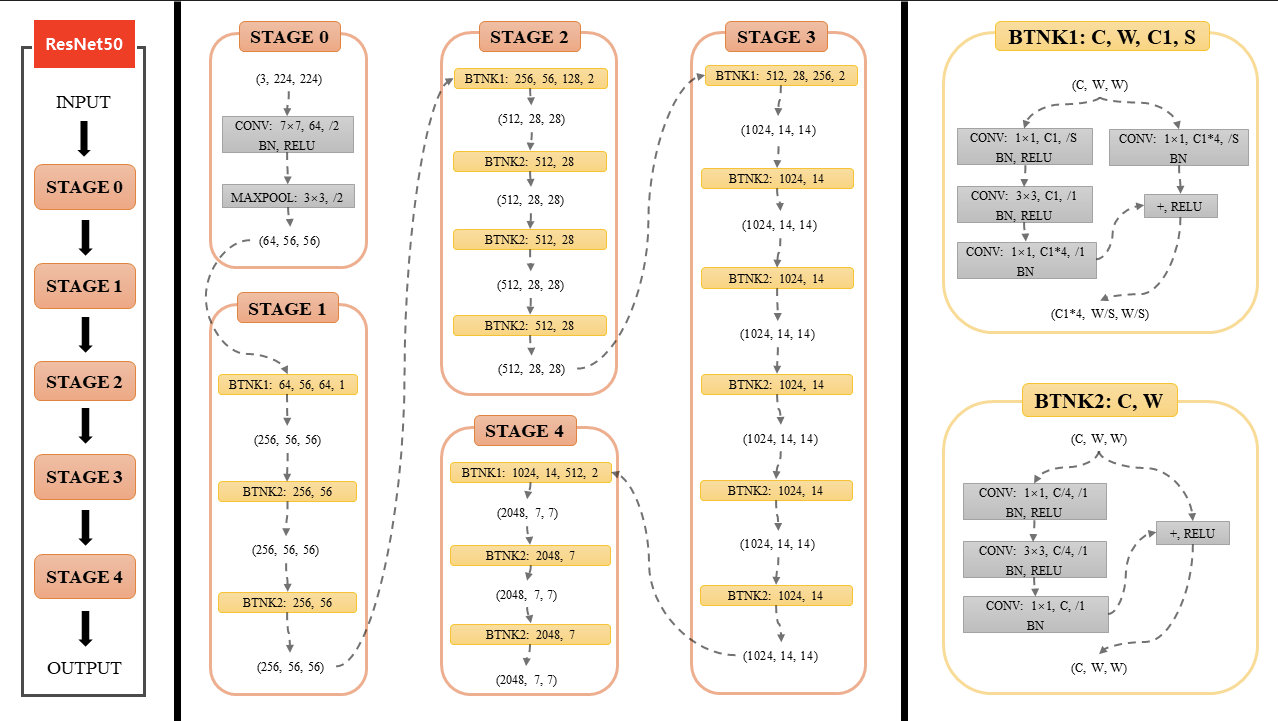 ResNet50
INPUT
STAGE 0
STAGE 1
STAGE 2
STAGE 3
STAGE 4
OUTPUT
STAGE 0
(3, 224, 224)
CONV: 7×7, 64, /2
BN, RELU
MAXPOOL: 3×3, /2
(64, 56, 56)
STAGE 1
BTNK1: 64, 56, 64, 1
(256, 56, 56)
BTNK2: 256, 56
(256, 56, 56)
BTNK2: 256, 56
(256, 56, 56)
STAGE 2
BTNK1: 256, 56, 128, 2
(512, 28, 28)
BTNK2: 512, 28
(512, 28, 28)
BTNK2: 512, 28
(512, 28, 28)
BTNK2: 512, 28
(512, 28, 28)
STAGE 3
BTNK1: 512, 28, 256, 2
(1024, 14, 14)
BTNK2: 1024, 14
(1024, 14, 14)
BTNK2: 1024, 14
(1024, 14, 14)
BTNK2: 1024, 14
(1024, 14, 14)
BTNK2: 1024, 14
(1024, 14, 14)
BTNK2: 1024, 14
(1024, 14, 14)
STAGE 4
BTNK1: 1024, 14, 512, 2
(2048, 7, 7)
BTNK2: 2048, 7
(2048, 7, 7)
BTNK2: 2048, 7
(2048, 7, 7)
BTNK1: C, W, C1, S
(C, W, W)
CONV: 1×1, C1, /S
BN, RELU
CONV: 3×3, C1, /1
BN, RELU
CONV: 1×1, C1*4, /1
BN
CONV: 1×1, C1*4, /S
BN
+, RELU
(C1*4, W/S, W/S)
BTNK2: C, W
(C, W, W)
CONV: 1×1, C/4, /1
BN, RELU
CONV: 3×3, C/4, /1
BN, RELU
CONV: 1×1, C, /1
BN
+, RELU
(C, W, W)